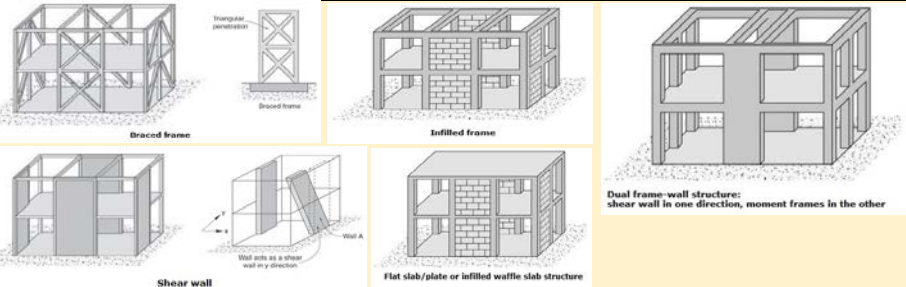 Triangular
penetration
Braced frame
Braced frame
Infilled frame
Dual frame-wall structure:
shear wall in one direction, moment frames in the other
y
x
Wall A
Wall acts as a shear
wall in y direction
Shear wall
Flat slab/plate or infilled waffle slab structure